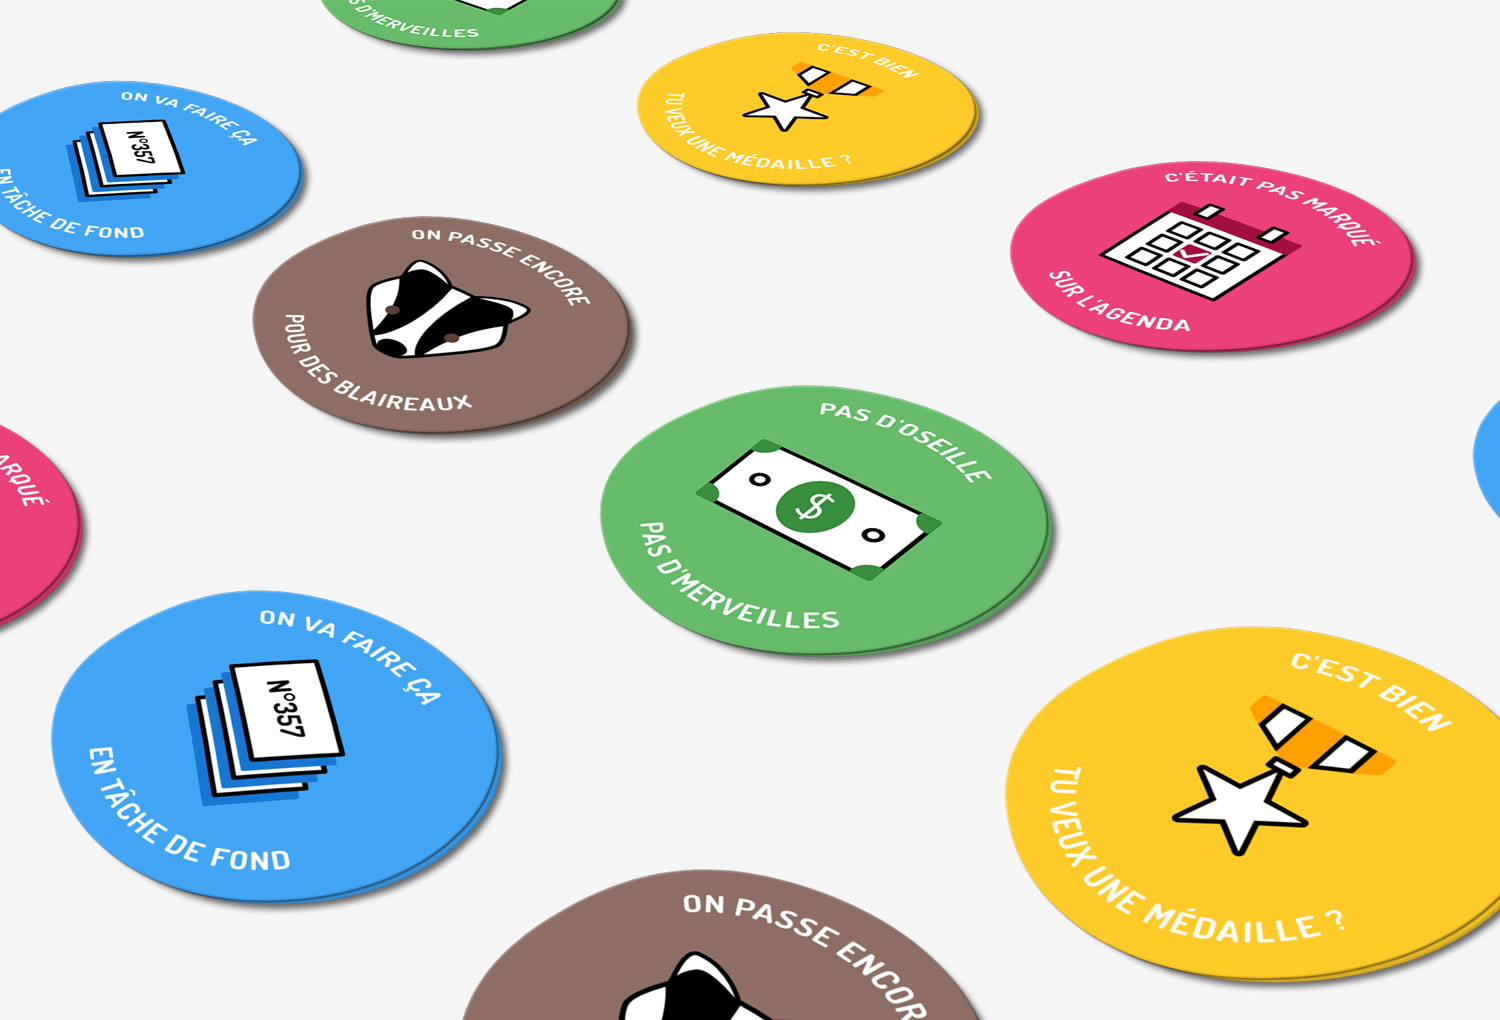 S D'MERVEILLES
C'EST BIEN
TU VEUX UNE MÉDAILLE ?
ON VA FAIRE ÇA
N°357
EN TÂCHE DE FOND
C'ÉTAIT PAS MARQUÉ
SUR L'AGENDA
ON PASSE ENCORE
POUR DES BLAIREAUX
PAS D'OSEILLE
$
PAS D'MERVEILLES
ARQUÉ
ON VA FAIRE ÇA
N°357
EN TÂCHE DE FOND
C'EST BIEN
TU VEUX UNE MÉDAILLE ?
ON PASSE ENCOR